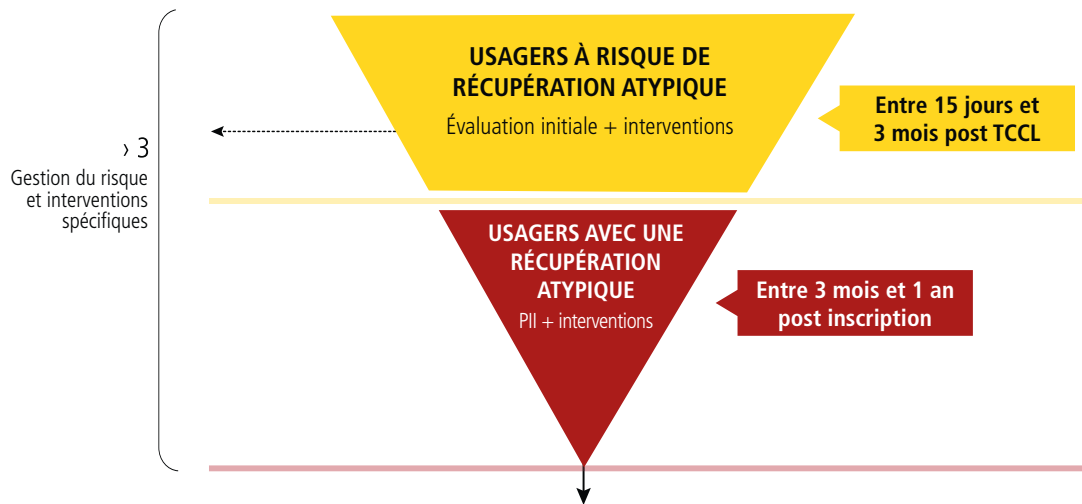 USAGERS À RISQUE DE
RÉCUPÉRATION ATYPIQUE
Évaluation initiale + interventions
Entre 15 jours et
3 mois post TCCL
› 3
Gestion du risque
et interventions
spécifiques
USAGERS AVEC UNE
RÉCUPÉRATION
ATYPIQUE
PII + interventions
Entre 3 mois et 1 an
post inscription